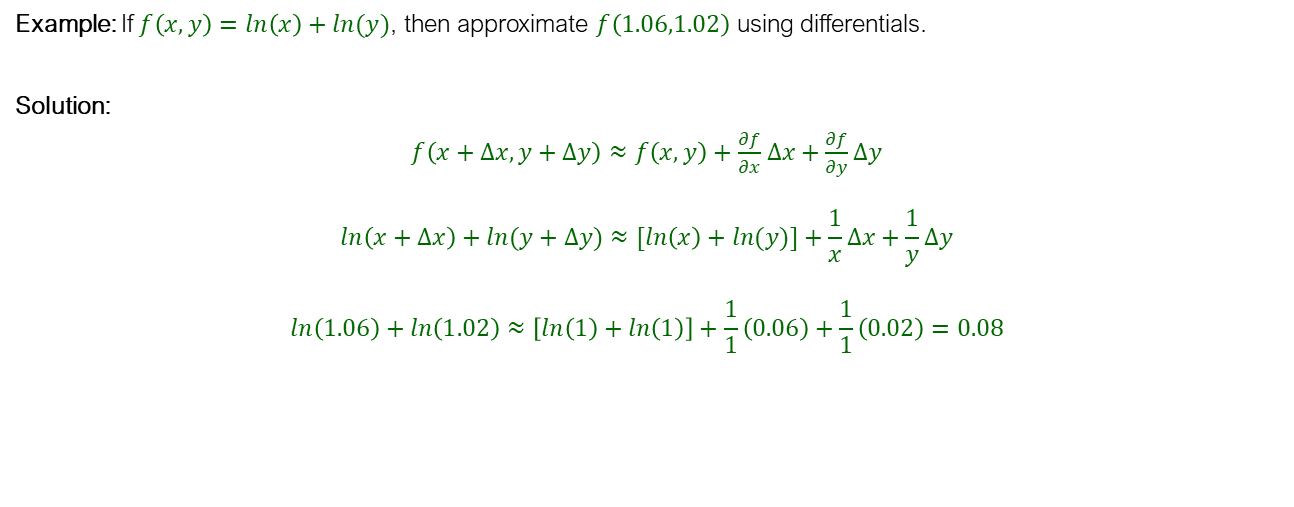 Example: If f(x, y) = ln(x) + ln(y), then approximate f(1.06,1.02) using differentials.
Solution:
f(x + Δx, y + Δy) ≈ f(x, y) + ∂f/∂x Δx + ∂f/∂y Δy
ln(x + Δx) + ln(y + Δy) ≈ [ln(x) + ln(y)] + 1/x Δx + 1/y Δy
ln(1.06) + ln(1.02) ≈ [ln(1) + ln(1)] + 1/1 (0.06) + 1/1 (0.02) = 0.08